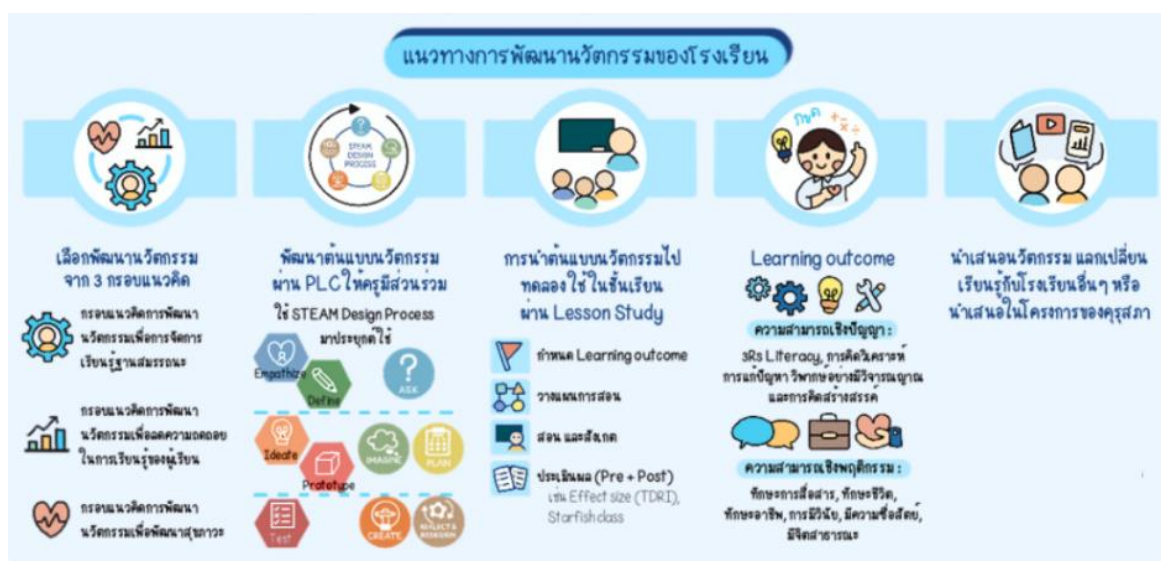 แนวทางการพัฒนานวัตกรรมของโรงเรียน
STEAM
DESIGN
PROCESS
เลือกพัฒนานวัตกรรม
จาก 3 กรอบแนวคิด
กรอบแนวคิดการพัฒนา
นวัตกรรมเพื่อการจัดการ
เรียนรู้ฐานสมรรถนะ
กรอบแนวคิดการพัฒนา
นวัตกรรมเพื่อลดความถดถอย
ในการเรียนรู้ของผู้เรียน
กรอบแนวคิดการพัฒนา
นวัตกรรมเพื่อพัฒนาสุขภาวะ
พัฒนาต้นแบบนวัตกรรม
ผ่าน PLC ให้ครูมีส่วนร่วม
ใช้ STEAM Design Process
มาประยุกต์ใช้
Empathize
Define
ASK
Ideate
Prototype
IMAGINE
PLAN
Test
CREATE
REFLECT &
REDESIGN
การนำต้นแบบนวัตกรรมไป
ทดลองใช้ในชั้นเรียน
ผ่าน Lesson Study
กำหนด Learning outcome
วางแผนการสอน
สอน และสังเกต
ประเมินผล (Pre + Post)
เช่น Effect size (TDRI),
Starfish class
Learning outcome
ความสามารถเชิงปัญญา :
3Rs Literacy, การคิดวิเคราะห์
การแก้ปัญหา วิพากษ์อย่างมีวิจารณญาณ
และการคิดสร้างสรรค์
ความสามารถเชิงพฤติกรรม :
ทักษะการสื่อสาร, ทักษะชีวิต,
ทักษะอาชีพ, การมีวินัย, มีความซื่อสัตย์,
มีจิตสาธารณะ
นำเสนอนวัตกรรม แลกเปลี่ยน
เรียนรู้กับโรงเรียนอื่นๆ หรือ
นำเสนอในโครงการของคุรุสภา